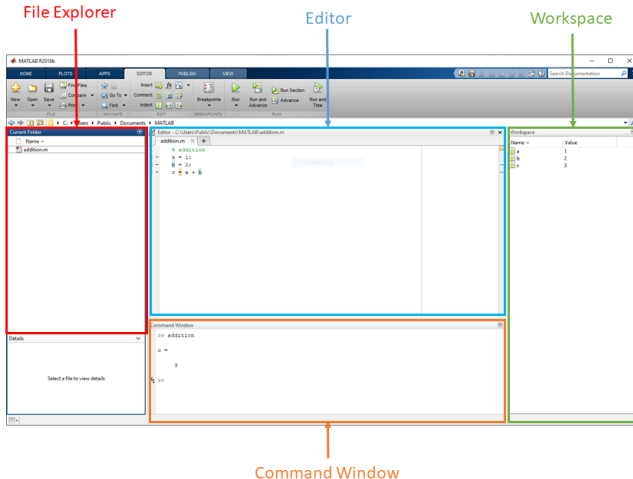 File Explorer
Editor
Workspace
MATLAB R2016b
HOME PLOTS APPS EDITOR PUBLISH VIEW
Search Documentation
New Open Save
Find Files
Compare
Print
Go To
Find
Insert
Comment
Indent
Breakpoints
Run
Run and Advance
Run Section
Advance
Run and Time
FILE NAVIGATE EDIT BREAKPOINTS RUN
C: Users Public Documents MATLAB
Current Folder
Name
addition.m
Editor - C:\Users\Public\Documents\MATLAB\addition.m
addition.m
% addition
a = 1;
b = 2;
c = a + b
Workspace
Name Value
a 1
b 2
c 3
Details
Select a file to view details
Command Window
>> addition
c =
3
>>
Command Window